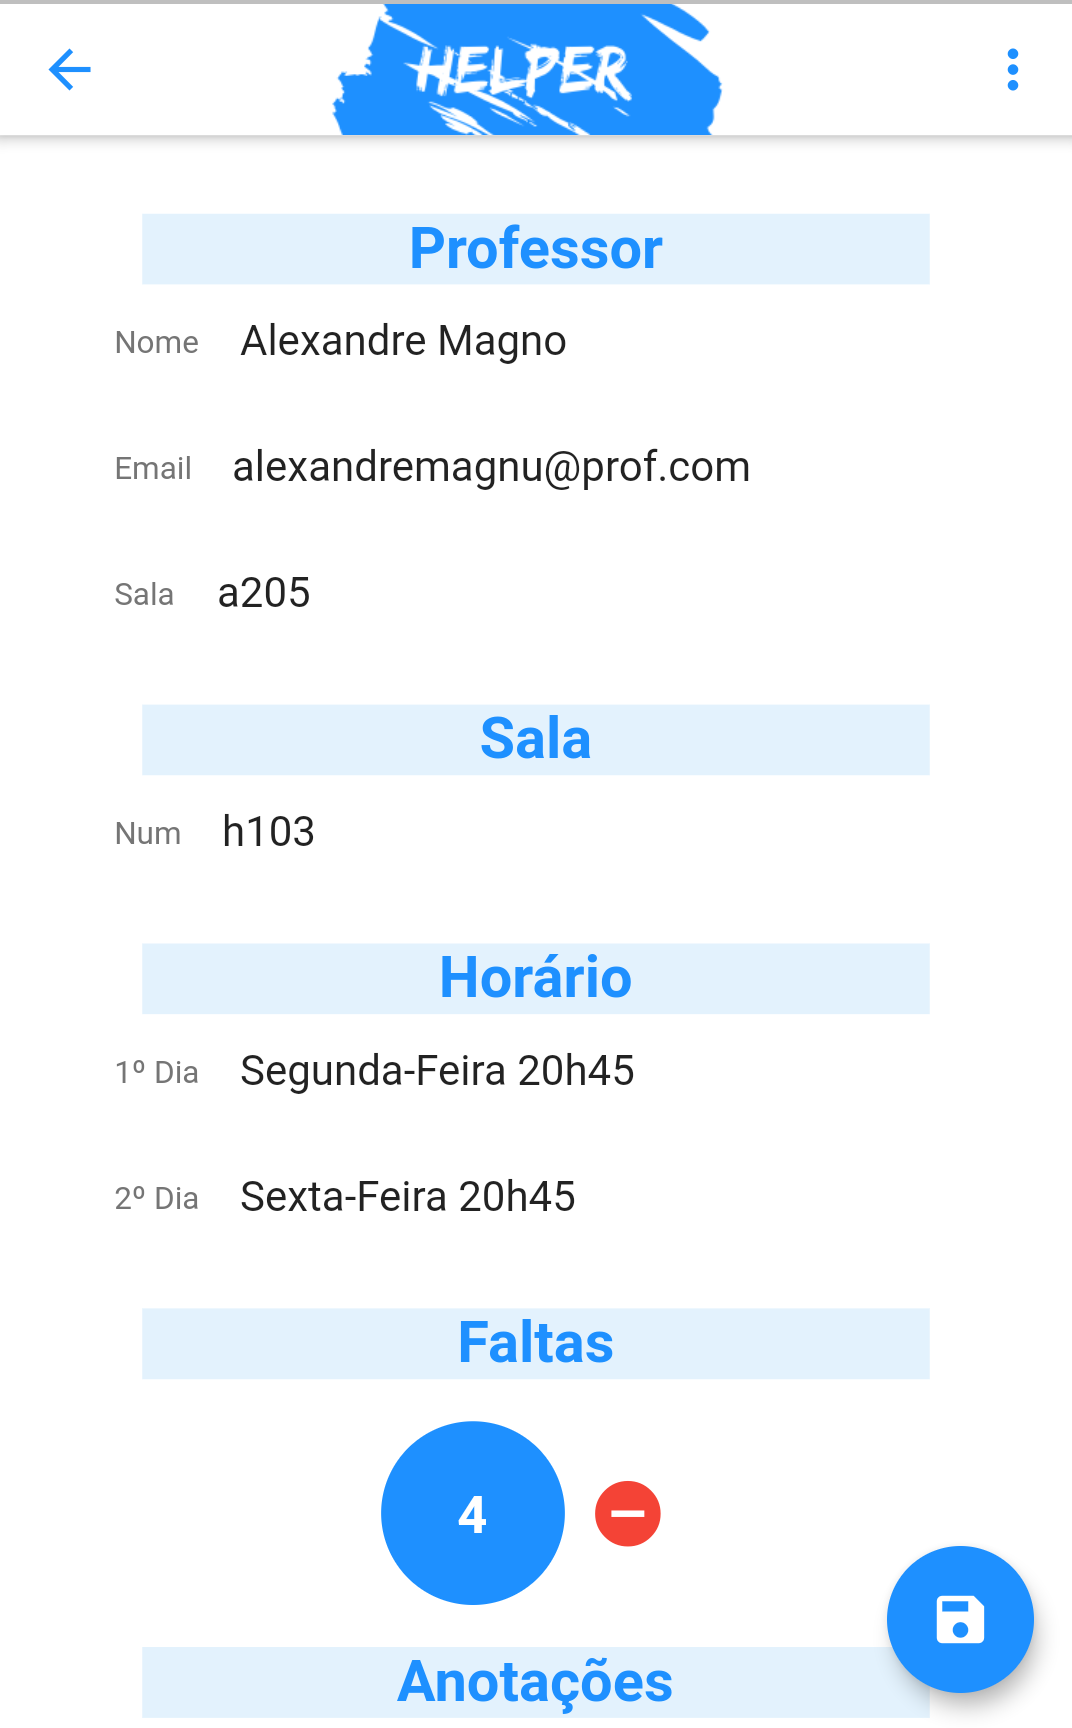 HELPER
Professor
Nome Alexandre Magno
Email alexandremagnu@prof.com
Sala a205
Sala
Num h103
Horário
1º Dia Segunda-Feira 20h45
2º Dia Sexta-Feira 20h45
Faltas
4
Anotações